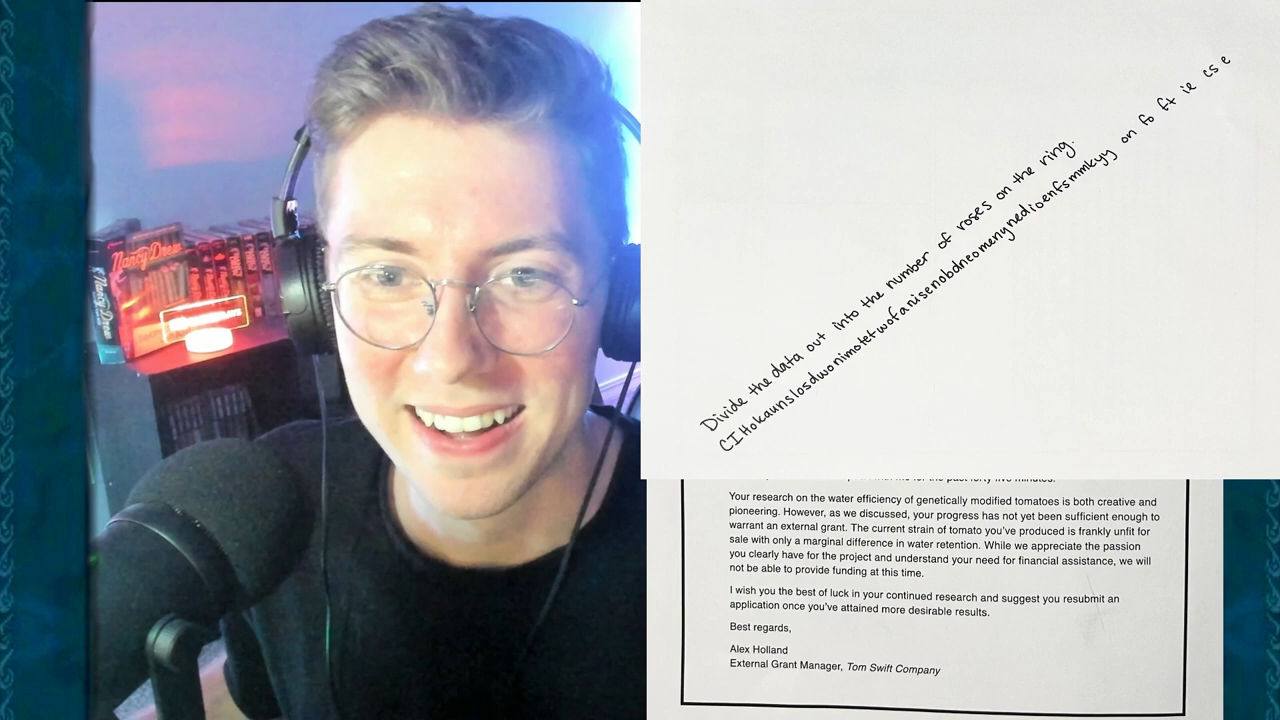 Nancy Drew
Divide the data out into the number of roses on the ring.
CIHokaunslosdwonimotetwofanisenobdneomenynedioenfsmmkyy on fo ft ie cs e
Your research on the water efficiency of genetically modified tomatoes is both creative and
pioneering. However, as we discussed, your progress has not yet been sufficient enough to
warrant an external grant. The current strain of tomato you've produced is frankly unfit for
sale with only a marginal difference in water retention. While we appreciate the passion
you clearly have for the project and understand your need for financial assistance, we will
not be able to provide funding at this time.
I wish you the best of luck in your continued research and suggest you resubmit an
application once you've attained more desirable results.
Best regards,
Alex Holland
External Grant Manager, Tom Swift Company